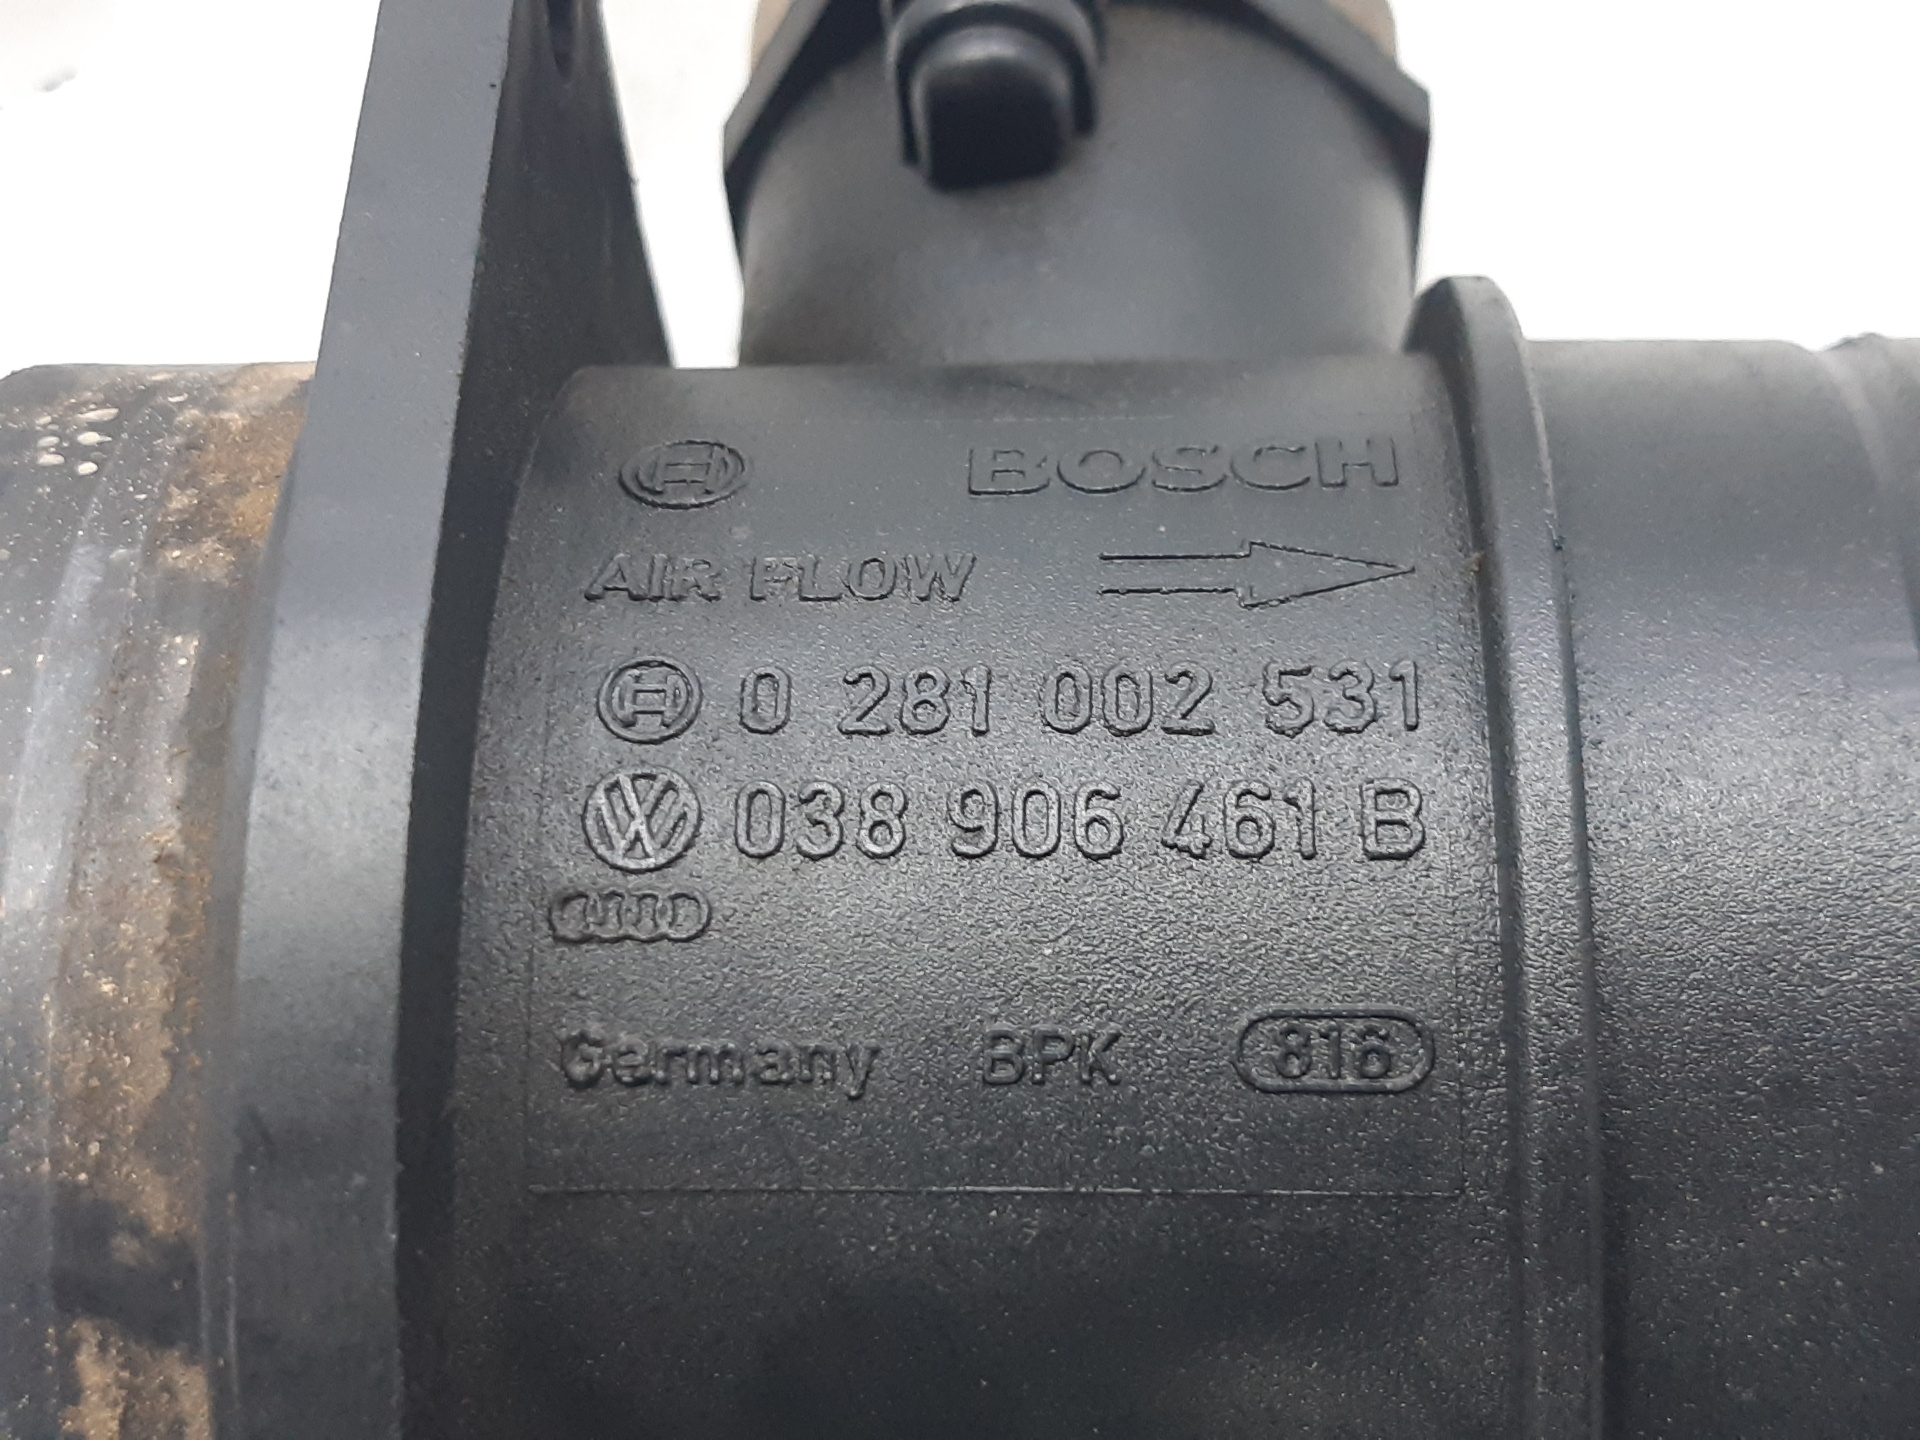 BOSCH
AIR FLOW
0 281 002 531
038 906 461 B
Germany BPK 816